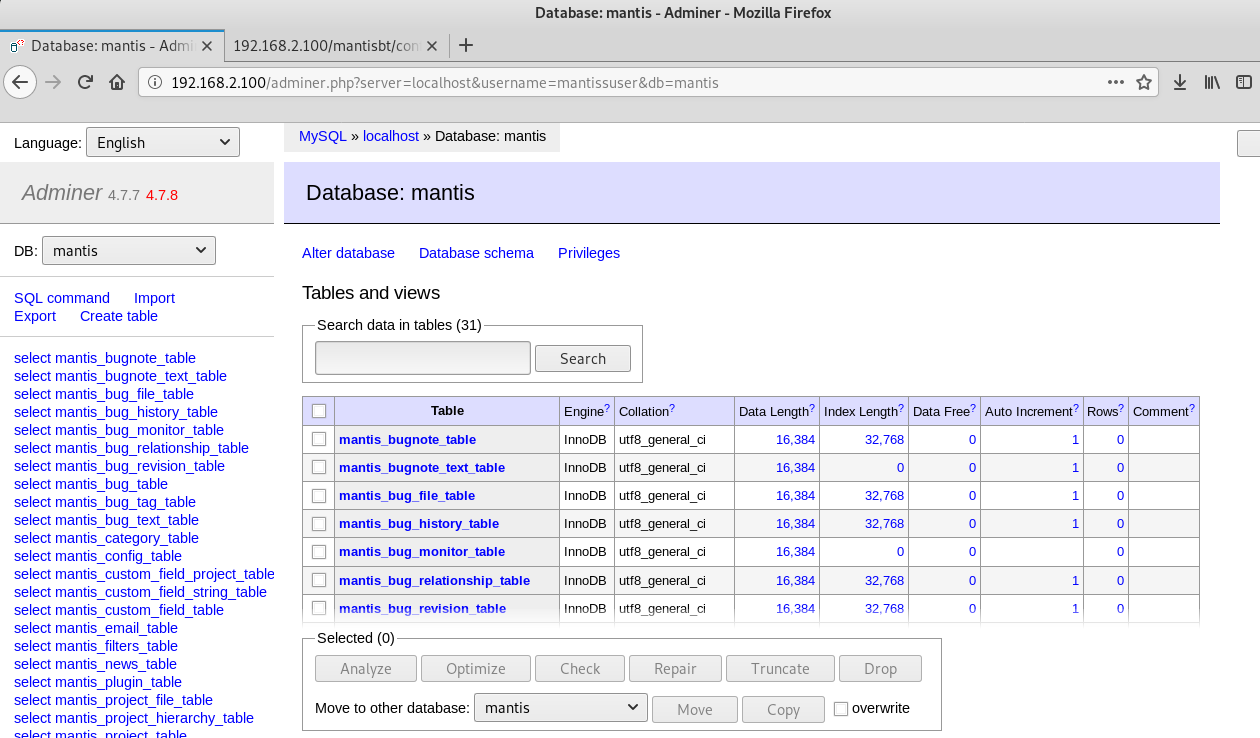 Database: mantis - Adminer - Mozilla Firefox
Database: mantis - Admi
192.168.2.100/mantisbt/con
192.168.2.100/adminer.php?server=localhost&username=mantissuser&db=mantis
Language: English
MySQL » localhost » Database: mantis
Adminer 4.7.7 4.7.8
Database: mantis
DB: mantis
Alter database Database schema Privileges
SQL command Import
Export Create table
Tables and views
Search data in tables (31)
Search
select mantis_bugnote_table
select mantis_bugnote_text_table
select mantis_bug_file_table
select mantis_bug_history_table
select mantis_bug_monitor_table
select mantis_bug_relationship_table
select mantis_bug_revision_table
select mantis_bug_table
select mantis_bug_tag_table
select mantis_bug_text_table
select mantis_category_table
select mantis_config_table
select mantis_custom_field_project_table
select mantis_custom_field_string_table
select mantis_custom_field_table
select mantis_email_table
select mantis_filters_table
select mantis_news_table
select mantis_plugin_table
select mantis_project_file_table
select mantis_project_hierarchy_table
select mantis_project_table
Table Engine? Collation? Data Length? Index Length? Data Free? Auto Increment? Rows? Comment?
mantis_bugnote_table InnoDB utf8_general_ci 16,384 32,768 0 1 0
mantis_bugnote_text_table InnoDB utf8_general_ci 16,384 0 0 1 0
mantis_bug_file_table InnoDB utf8_general_ci 16,384 32,768 0 1 0
mantis_bug_history_table InnoDB utf8_general_ci 16,384 32,768 0 1 0
mantis_bug_monitor_table InnoDB utf8_general_ci 16,384 0 0 0
mantis_bug_relationship_table InnoDB utf8_general_ci 16,384 32,768 0 1 0
mantis_bug_revision_table InnoDB utf8_general_ci 16,384 32,768 0 1 0
Selected (0)
Analyze Optimize Check Repair Truncate Drop
Move to other database: mantis Move Copy overwrite